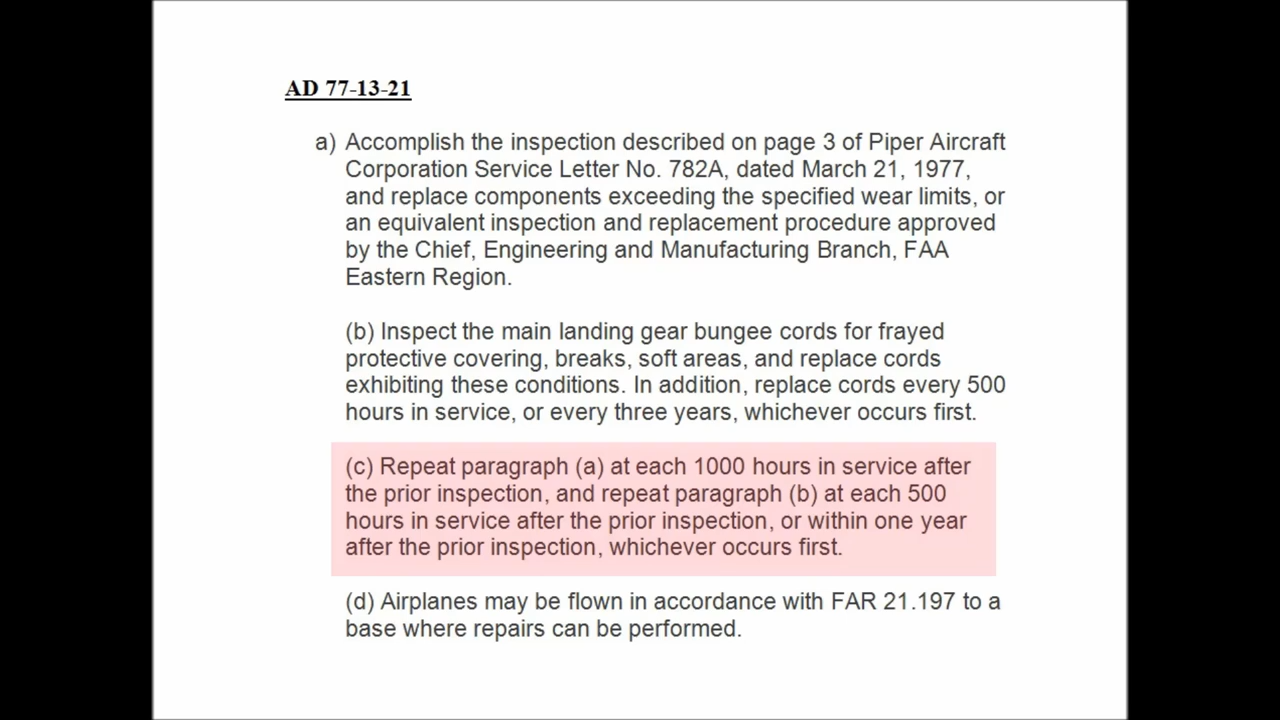 AD 77-13-21
a) Accomplish the inspection described on page 3 of Piper Aircraft
Corporation Service Letter No. 782A, dated March 21, 1977,
and replace components exceeding the specified wear limits, or
an equivalent inspection and replacement procedure approved
by the Chief, Engineering and Manufacturing Branch, FAA
Eastern Region.
(b) Inspect the main landing gear bungee cords for frayed
protective covering, breaks, soft areas, and replace cords
exhibiting these conditions. In addition, replace cords every 500
hours in service, or every three years, whichever occurs first.
(c) Repeat paragraph (a) at each 1000 hours in service after
the prior inspection, and repeat paragraph (b) at each 500
hours in service after the prior inspection, or within one year
after the prior inspection, whichever occurs first.
(d) Airplanes may be flown in accordance with FAR 21.197 to a
base where repairs can be performed.